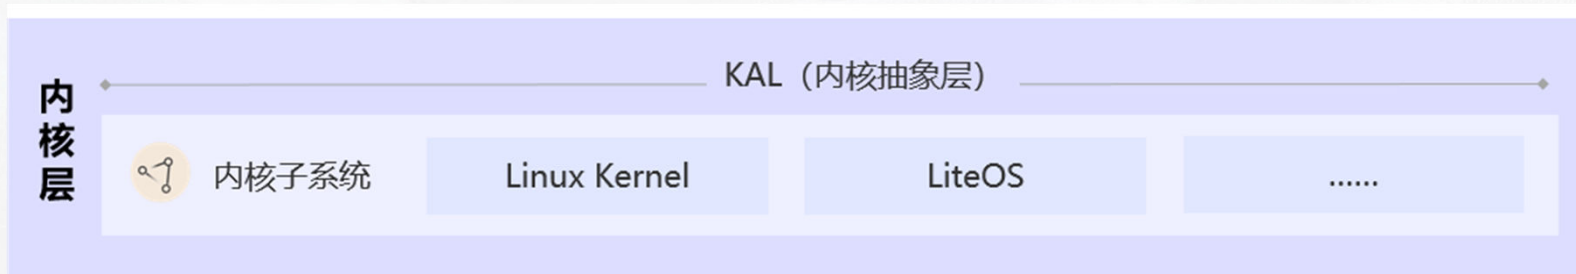 内核层
KAL（内核抽象层）
内核子系统
Linux Kernel
LiteOS
......